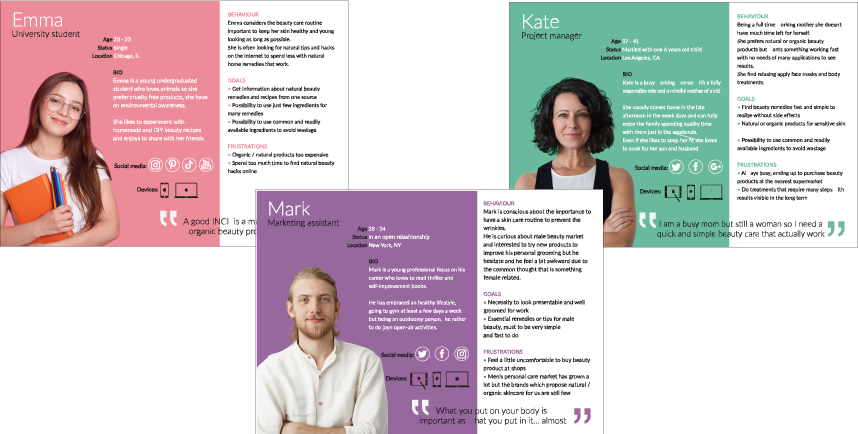 Emma
University student
Age 20 - 23
Status Single
Location Chicago, IL
BIO
Emma is a young undergraduated
student who loves animals so she
prefer cruelty free products, she have
an environmental awareness.
She likes to experiment with
homemade and DIY beauty recipes
and enjoys to share with her friends.
Social media:
Devices:
A good INCI is a m
organic beauty pro
BEHAVIOUR
Emma considers the beauty care routine
important to keep her skin healthy and young
looking as long as possible.
She is often looking for natural tips and hacks
on the internet to spend less with natural
home remedies that work.
GOALS
• Get information about natural beauty
remedies and recipes from one source
• Possibility to use just few ingredients for
many remedies
• Possibility to use common and readily
available ingredients to avoid wastage
FRUSTRATIONS
• Organic / natural products too expensive
• Spend too much time to find natural beauty
hacks online
Kate
Project manager
Age 37 - 41
Status Married with one 6 years old child
Location Los Angeles, CA
BIO
Kate is a busy orking oman ith a fully
responsible role and a mindful mother of a kid.
She usually comes home in the late
afternoon in the week days and can fully
enjoy the family spending quality time
with them just in the weekends.
Even if she likes to keep her fit she loves
to cook for her son and husband.
Social media:
Devices:
I am a busy mom but still a woman so I need a
quick and simple beauty care that actually work
BEHAVIOUR
Being a full time orking mother she doesn't
have much time left for herself.
She prefers natural or organic beauty
products but ants something working fast
with no needs of many applications to see
results.
She find relaxing apply face masks and body
treatments.
GOALS
• Find beauty remedies fast and simple to
realize without side effects
• Natural or organic products for sensitive skin
• Possibility to use common and readily
available ingredients to avoid wastage
FRUSTRATIONS
• Al ays busy, ending up to purchase beauty
products at the nearest supermarket
• Do treatments that require many steps ith
results visible in the long term
Mark
Marketing assistant
Age 28 - 34
Status in an open relashionship
Location New York, NY
BIO
Mark is a young professional focus on his
career who loves to read thriller and
self-improvement books.
He has embraced an healthy lifestyle,
going to gym at least a few days a week
but being an outdoorsy person, he rather
to do joyn open-air activities.
Social media:
Devices:
What you put on your body is
important as hat you put in it... almost
BEHAVIOUR
Mark is conscious about the importance to
have a skin care routine to prevent the
wrinkles.
He is curious about male beauty market
and interested to try new products to
improve his personal grooming but he
hesitate and he feel a bit awkward due to
the common thought that is something
female related.
GOALS
• Necessity to look presentable and well
groomed for work
• Essential remedies or tips for male
beauty, must to be very simple
and fast to do
FRUSTRATIONS
• Feel a little uncomfortable to buy beauty
product at shops
• Men's personal care market has grown a
lot but the brands which propose natural /
organic skincare for us are still few